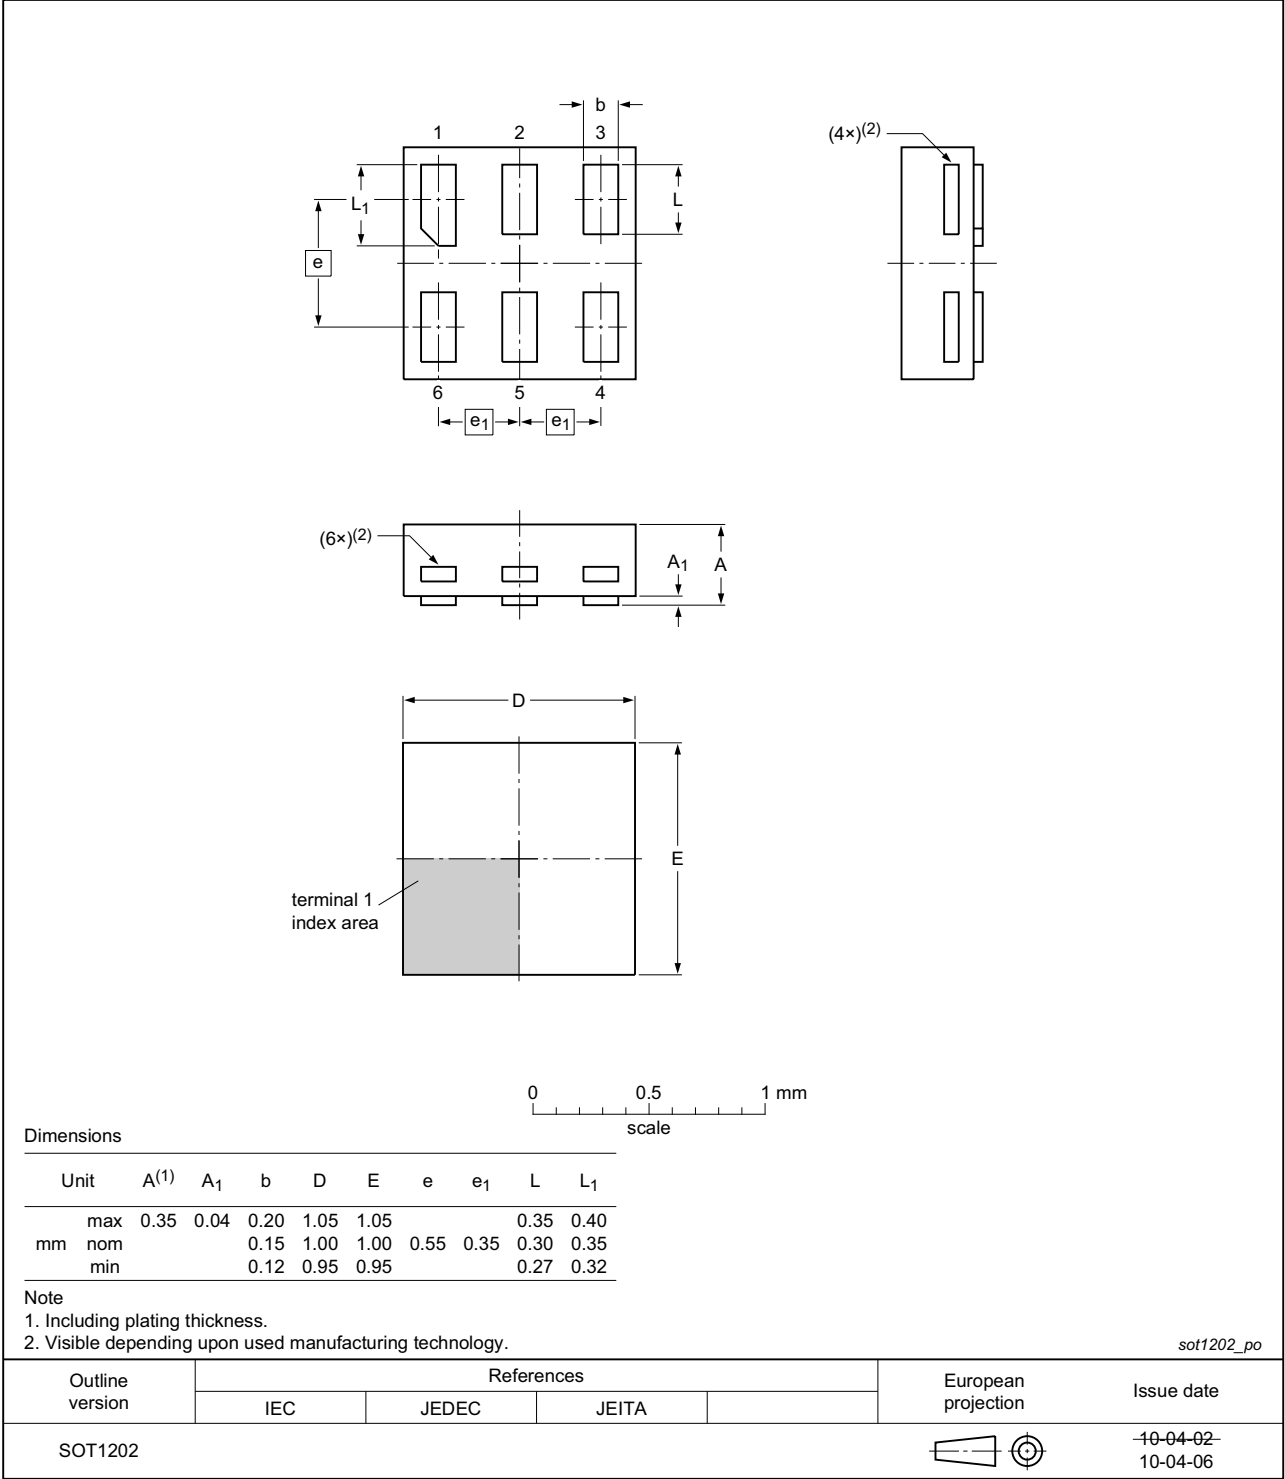 b
1 2 3
(4×)(2)
L1
L
e
6 5 4
e1 e1
(6×)(2)
A1 A
D
E
terminal 1
index area
0 0.5 1 mm
scale
Dimensions
Unit A(1) A1 b D E e e1 L L1
max 0.35 0.04 0.20 1.05 1.05 0.35 0.40
mm nom 0.15 1.00 1.00 0.55 0.35 0.30 0.35
min 0.12 0.95 0.95 0.27 0.32
Note
1. Including plating thickness.
2. Visible depending upon used manufacturing technology.
sot1202_po
Outline version References European projection Issue date
IEC JEDEC JEITA
SOT1202
10-04-02
10-04-06